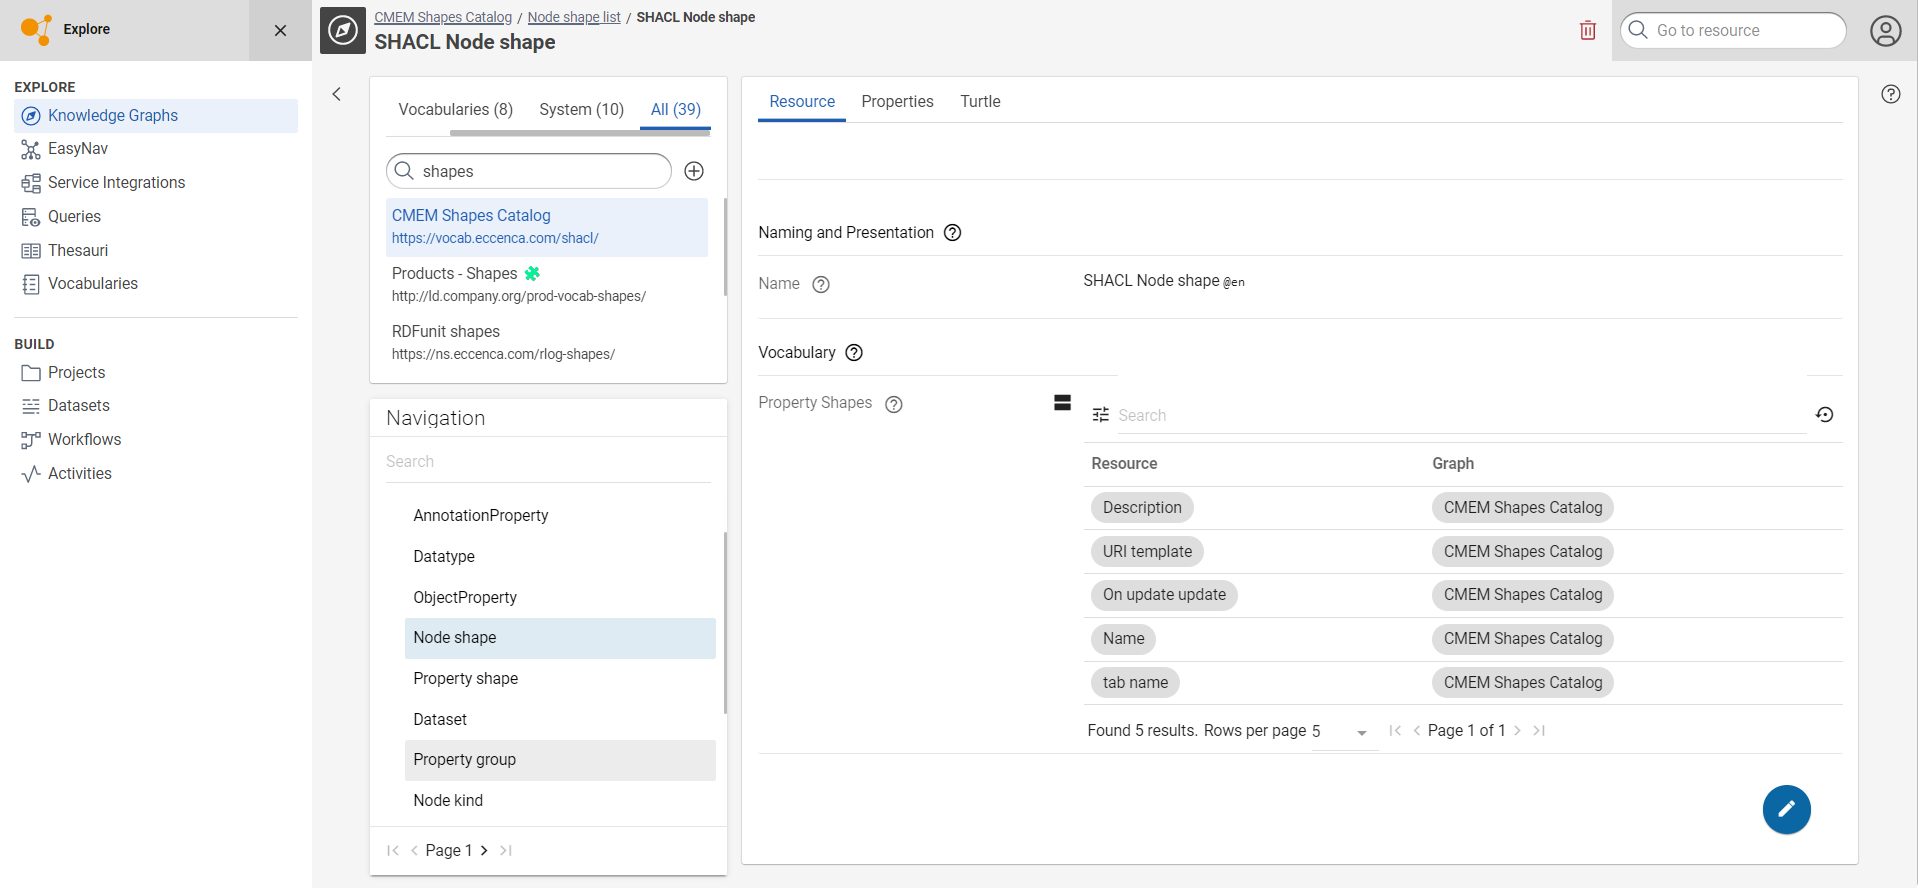 Explore
EXPLORE
Knowledge Graphs
EasyNav
Service Integrations
Queries
Thesauri
Vocabularies
BUILD
Projects
Datasets
Workflows
Activities
CMEM Shapes Catalog / Node shape list / SHACL Node shape
SHACL Node shape
Go to resource
Vocabularies (8) System (10) All (39)
shapes
CMEM Shapes Catalog
https://vocab.eccenca.com/shacl/
Products - Shapes
http://ld.company.org/prod-vocab-shapes/
RDFunit shapes
https://ns.eccenca.com/rlog-shapes/
Navigation
Search
AnnotationProperty
Datatype
ObjectProperty
Node shape
Property shape
Dataset
Property group
Node kind
Page 1
Resource Properties Turtle
Naming and Presentation
Name SHACL Node shape @en
Vocabulary
Property Shapes
Search
Resource Graph
Description CMEM Shapes Catalog
URI template CMEM Shapes Catalog
On update update CMEM Shapes Catalog
Name CMEM Shapes Catalog
tab name CMEM Shapes Catalog
Found 5 results. Rows per page 5 Page 1 of 1